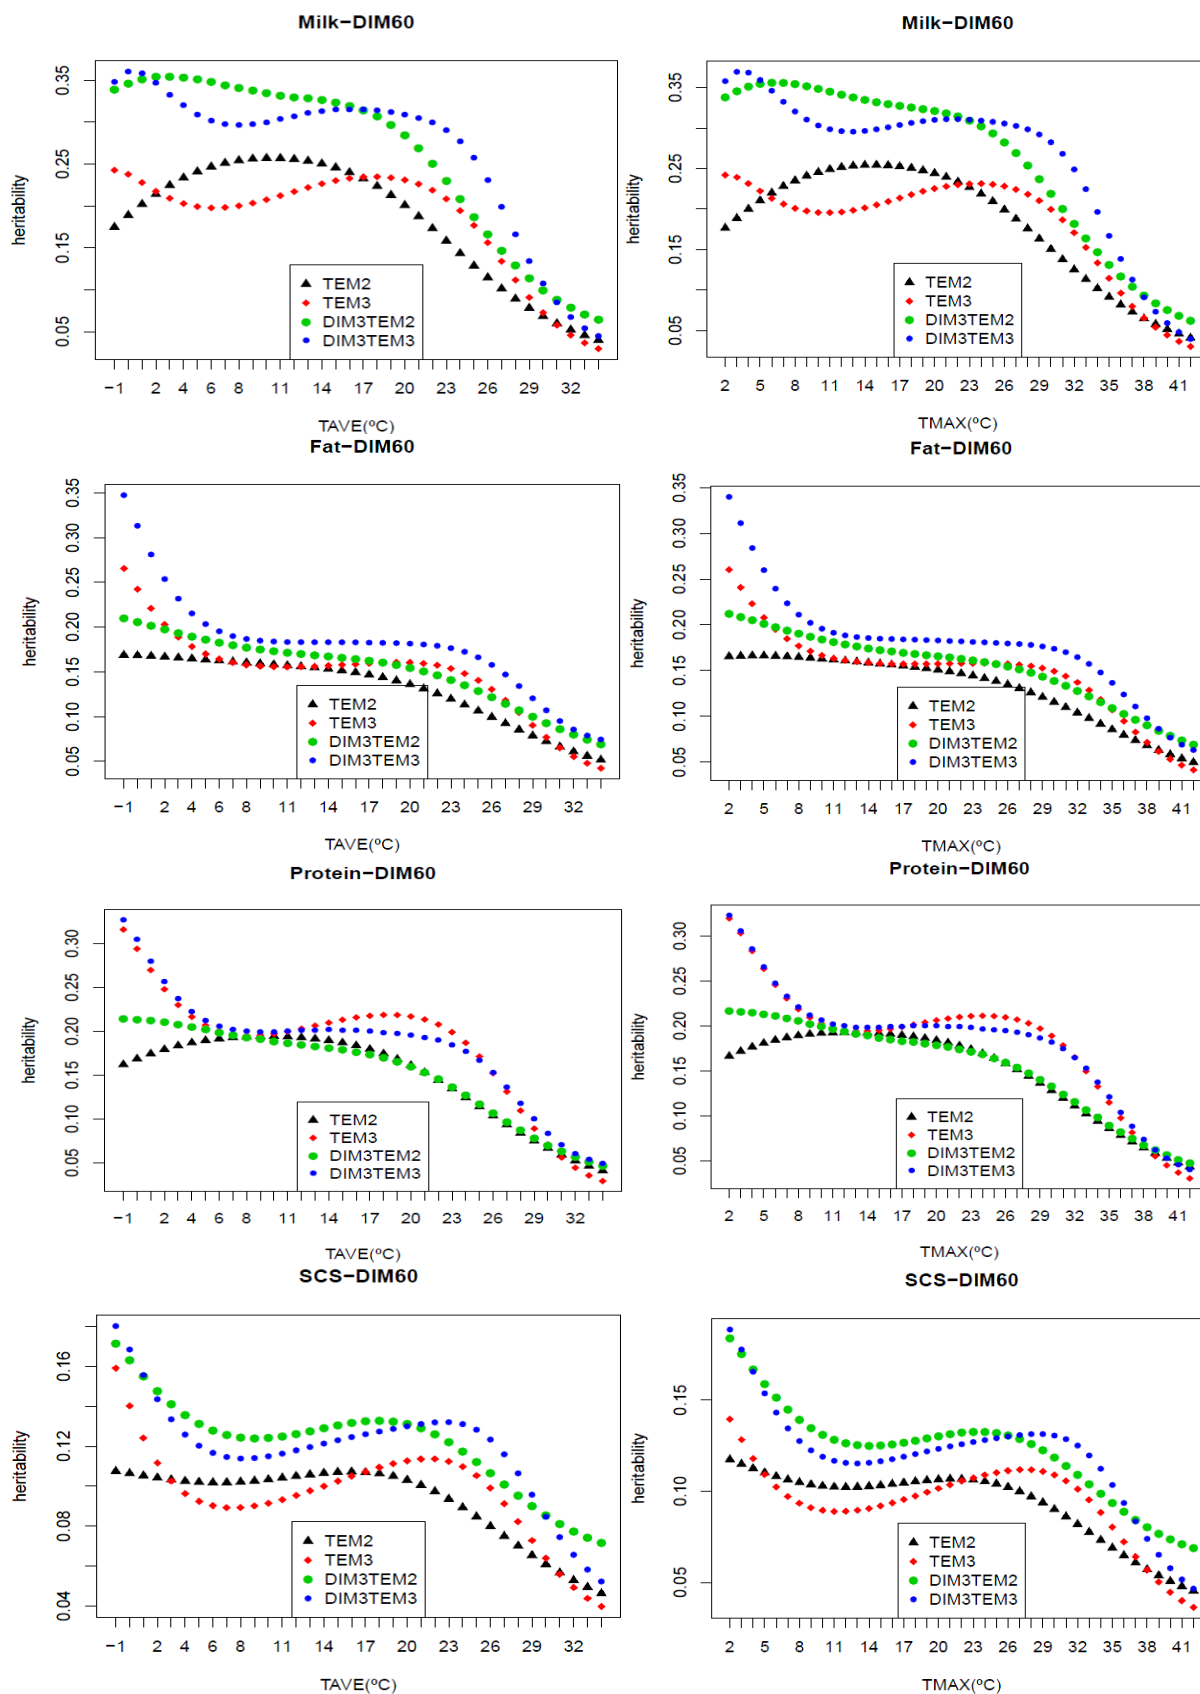 Milk−DIM60
heritability
0.35
0.25
0.15
0.05
TEM2
TEM3
DIM3TEM2
DIM3TEM3
−1 2 4 6 8 11 14 17 20 23 26 29 32
TAVE(ºC)
Milk−DIM60
heritability
0.35
0.25
0.15
0.05
TEM2
TEM3
DIM3TEM2
DIM3TEM3
2 5 8 11 14 17 20 23 26 29 32 35 38 41
TMAX(ºC)
Fat−DIM60
heritability
0.35
0.30
0.25
0.20
0.15
0.10
0.05
TEM2
TEM3
DIM3TEM2
DIM3TEM3
−1 2 4 6 8 11 14 17 20 23 26 29 32
TAVE(ºC)
Fat−DIM60
heritability
0.35
0.30
0.25
0.20
0.15
0.10
0.05
TEM2
TEM3
DIM3TEM2
DIM3TEM3
2 5 8 11 14 17 20 23 26 29 32 35 38 41
TMAX(ºC)
Protein−DIM60
heritability
0.30
0.25
0.20
0.15
0.10
0.05
TEM2
TEM3
DIM3TEM2
DIM3TEM3
−1 2 4 6 8 11 14 17 20 23 26 29 32
TAVE(ºC)
Protein−DIM60
heritability
0.30
0.25
0.20
0.15
0.10
0.05
TEM2
TEM3
DIM3TEM2
DIM3TEM3
2 5 8 11 14 17 20 23 26 29 32 35 38 41
TMAX(ºC)
SCS−DIM60
heritability
0.16
0.12
0.08
0.04
TEM2
TEM3
DIM3TEM2
DIM3TEM3
−1 2 4 6 8 11 14 17 20 23 26 29 32
TAVE(ºC)
SCS−DIM60
heritability
0.15
0.10
0.05
TEM2
TEM3
DIM3TEM2
DIM3TEM3
2 5 8 11 14 17 20 23 26 29 32 35 38 41
TMAX(ºC)